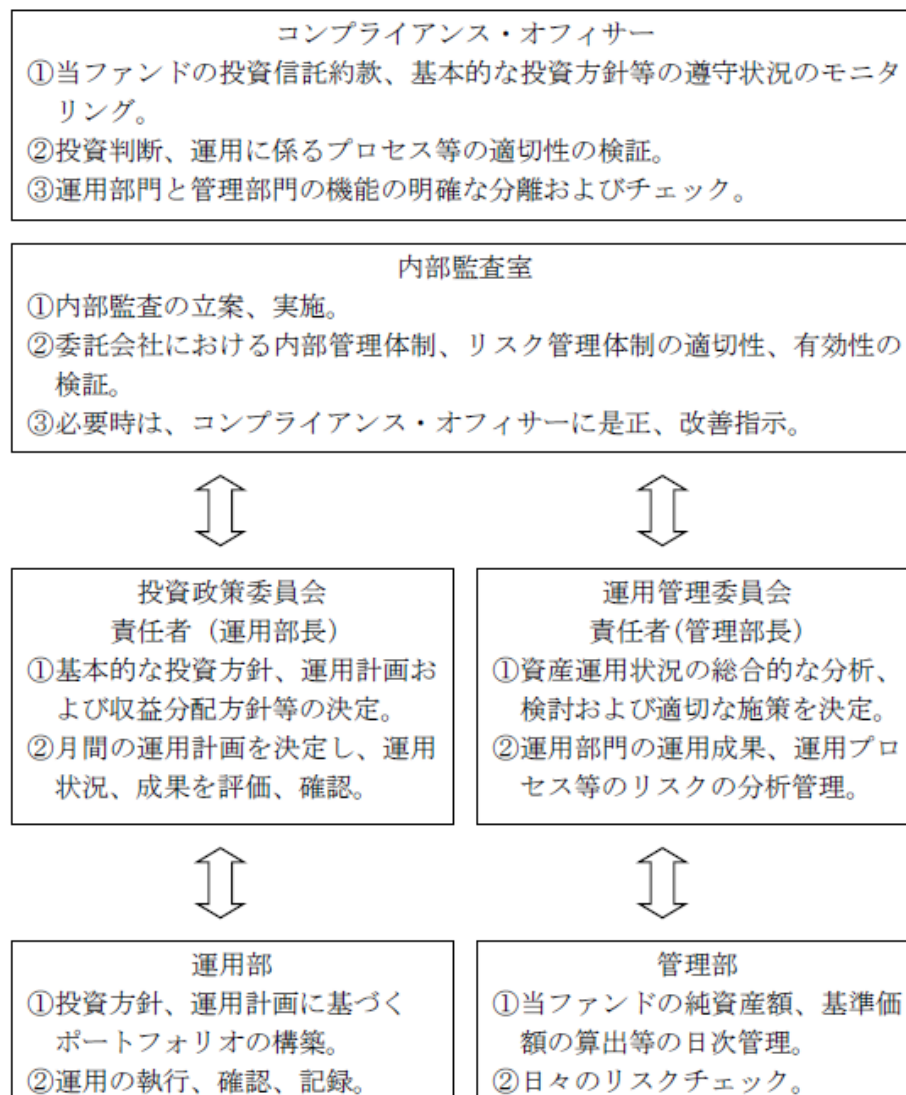 コンプライアンス・オフィサー
①当ファンドの投資信託約款、基本的な投資方針等の遵守状況のモニタ
リング。
②投資判断、運用に係るプロセス等の適切性の検証。
③運用部門と管理部門の機能の明確な分離およびチェック。
内部監査室
①内部監査の立案、実施。
②委託会社における内部管理体制、リスク管理体制の適切性、有効性の
検証。
③必要時は、コンプライアンス・オフィサーに是正、改善指示。
投資政策委員会
責任者（運用部長）
①基本的な投資方針、運用計画お
よび収益分配方針等の決定。
②月間の運用計画を決定し、運用
状況、成果を評価、確認。
運用管理委員会
責任者(管理部長)
①資産運用状況の総合的な分析、
検討および適切な施策を決定。
②運用部門の運用成果、運用プロ
セス等のリスクの分析管理。
運用部
①投資方針、運用計画に基づく
ポートフォリオの構築。
②運用の執行、確認、記録。
管理部
①当ファンドの純資産額、基準価
額の算出等の日次管理。
②日々のリスクチェック。